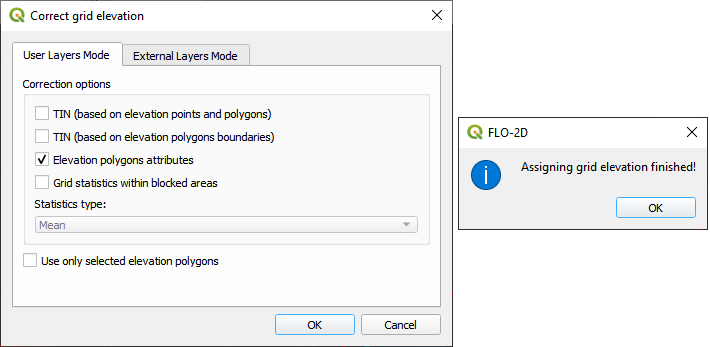 Correct grid elevation
User Layers Mode
External Layers Mode
Correction options
TIN (based on elevation points and polygons)
TIN (based on elevation polygons boundaries)
Elevation polygons attributes
Grid statistics within blocked areas
Statistics type:
Mean
Use only selected elevation polygons
OK
Cancel
FLO-2D
Assigning grid elevation finished!
OK